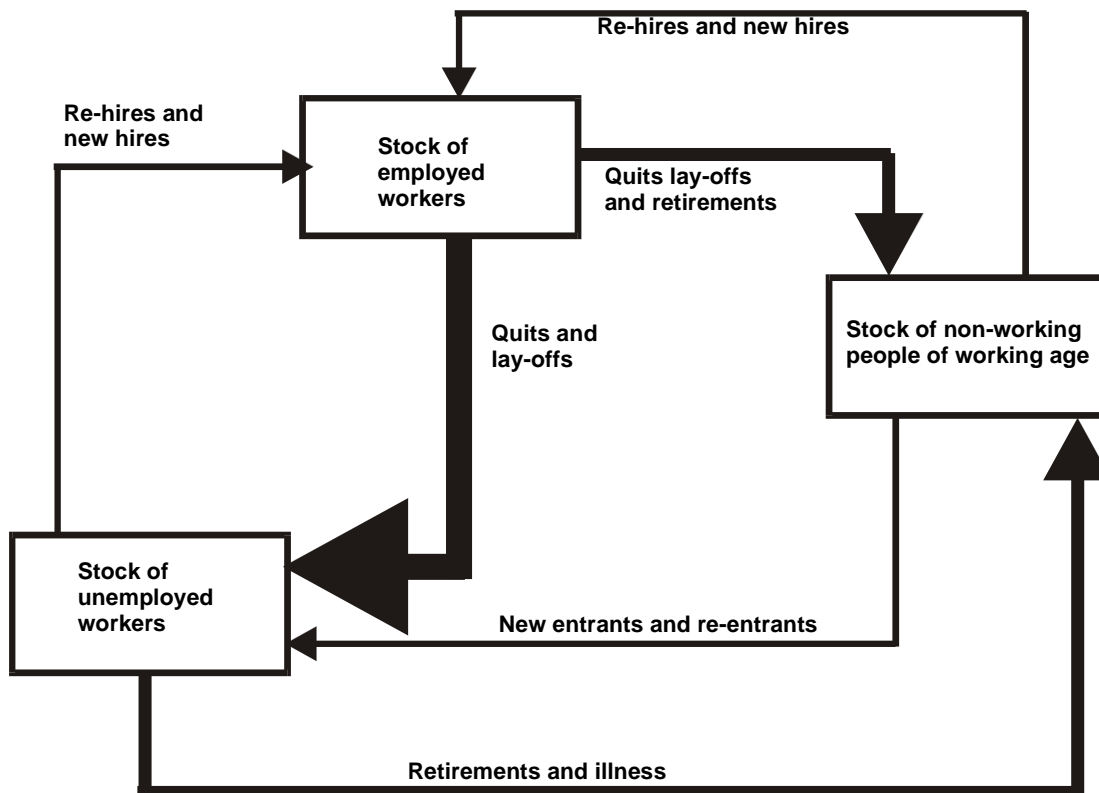 Re-hires and new hires
Re-hires and
new hires
Stock of
employed
workers
Quits lay-offs
and retirements
Stock of non-working
people of working age
Quits and
lay-offs
Stock of
unemployed
workers
New entrants and re-entrants
Retirements and illness